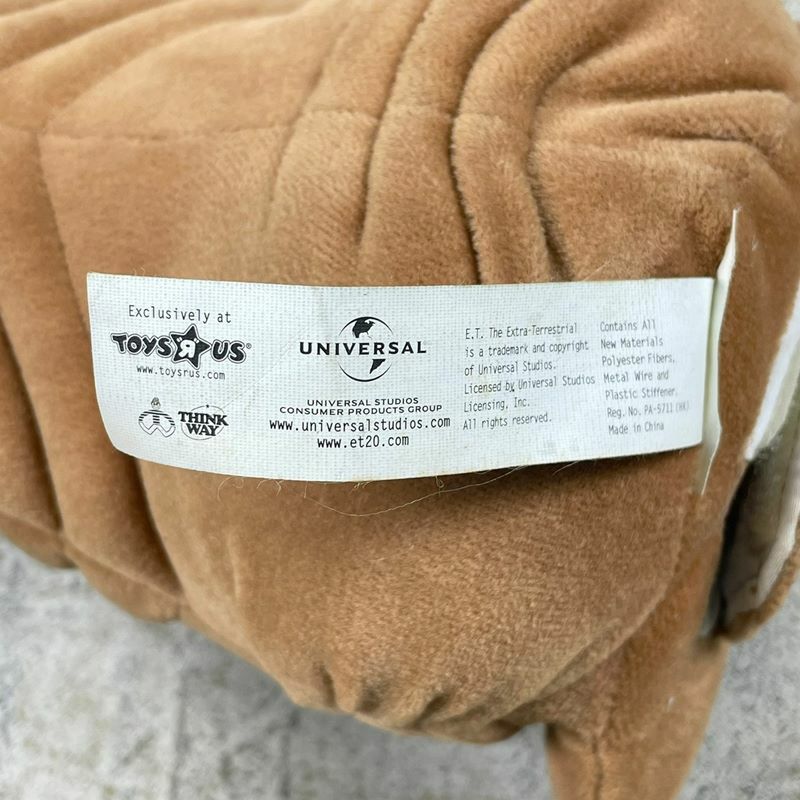 Exclusively at
TOYS R US®
www.toysrus.com
THINK
WAY
UNIVERSAL
UNIVERSAL STUDIOS
CONSUMER PRODUCTS GROUP
www.universalstudios.com
www.et20.com
E.T. The Extra-Terrestrial
is a trademark and copyright
of Universal Studios.
Licensed by Universal Studios
Licensing, Inc.
All rights reserved.
Contains All
New Materials
Polyester Fibers,
Metal Wire and
Plastic Stiffener.
Reg. No. PA-5711(HK)
Made in China